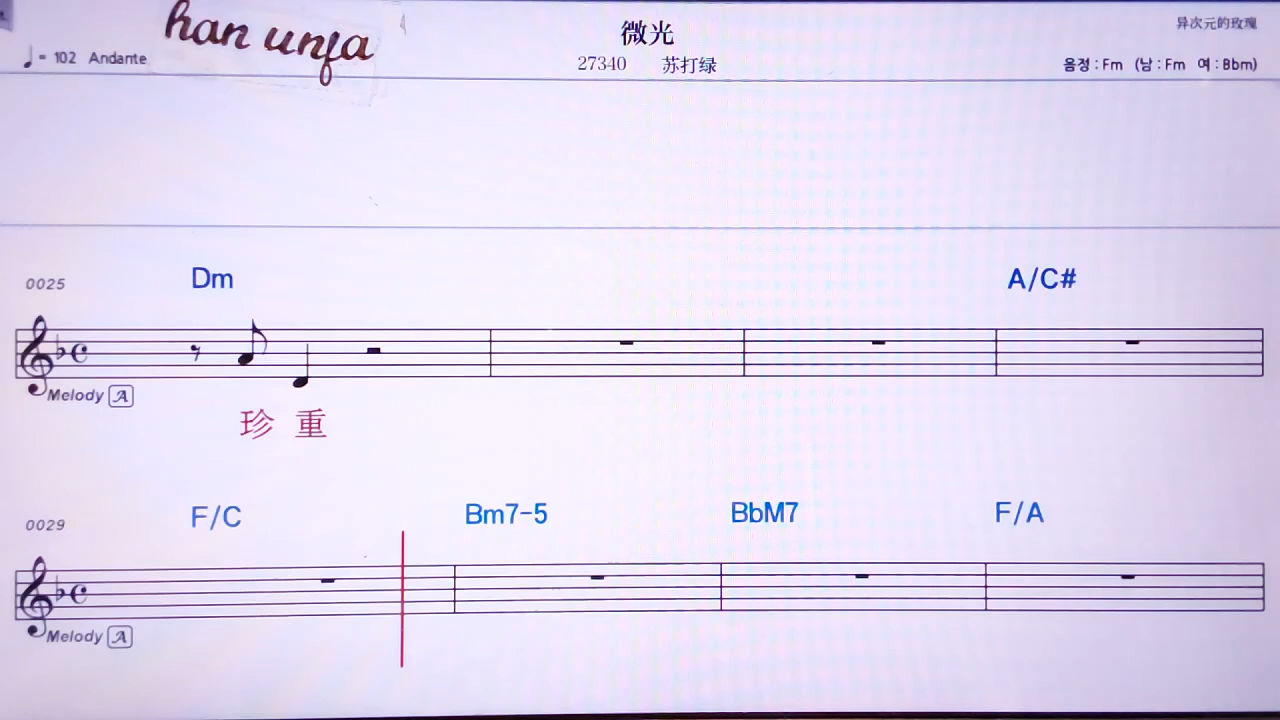 han unfa
微光
异次元的玫瑰
♩= 102 Andante
27340 苏打绿
음정 : Fm (남 : Fm 여 : Bbm)
0025 Dm A/C#
Melody A
珍 重
0029 F/C Bm7-5 BbM7 F/A
Melody A